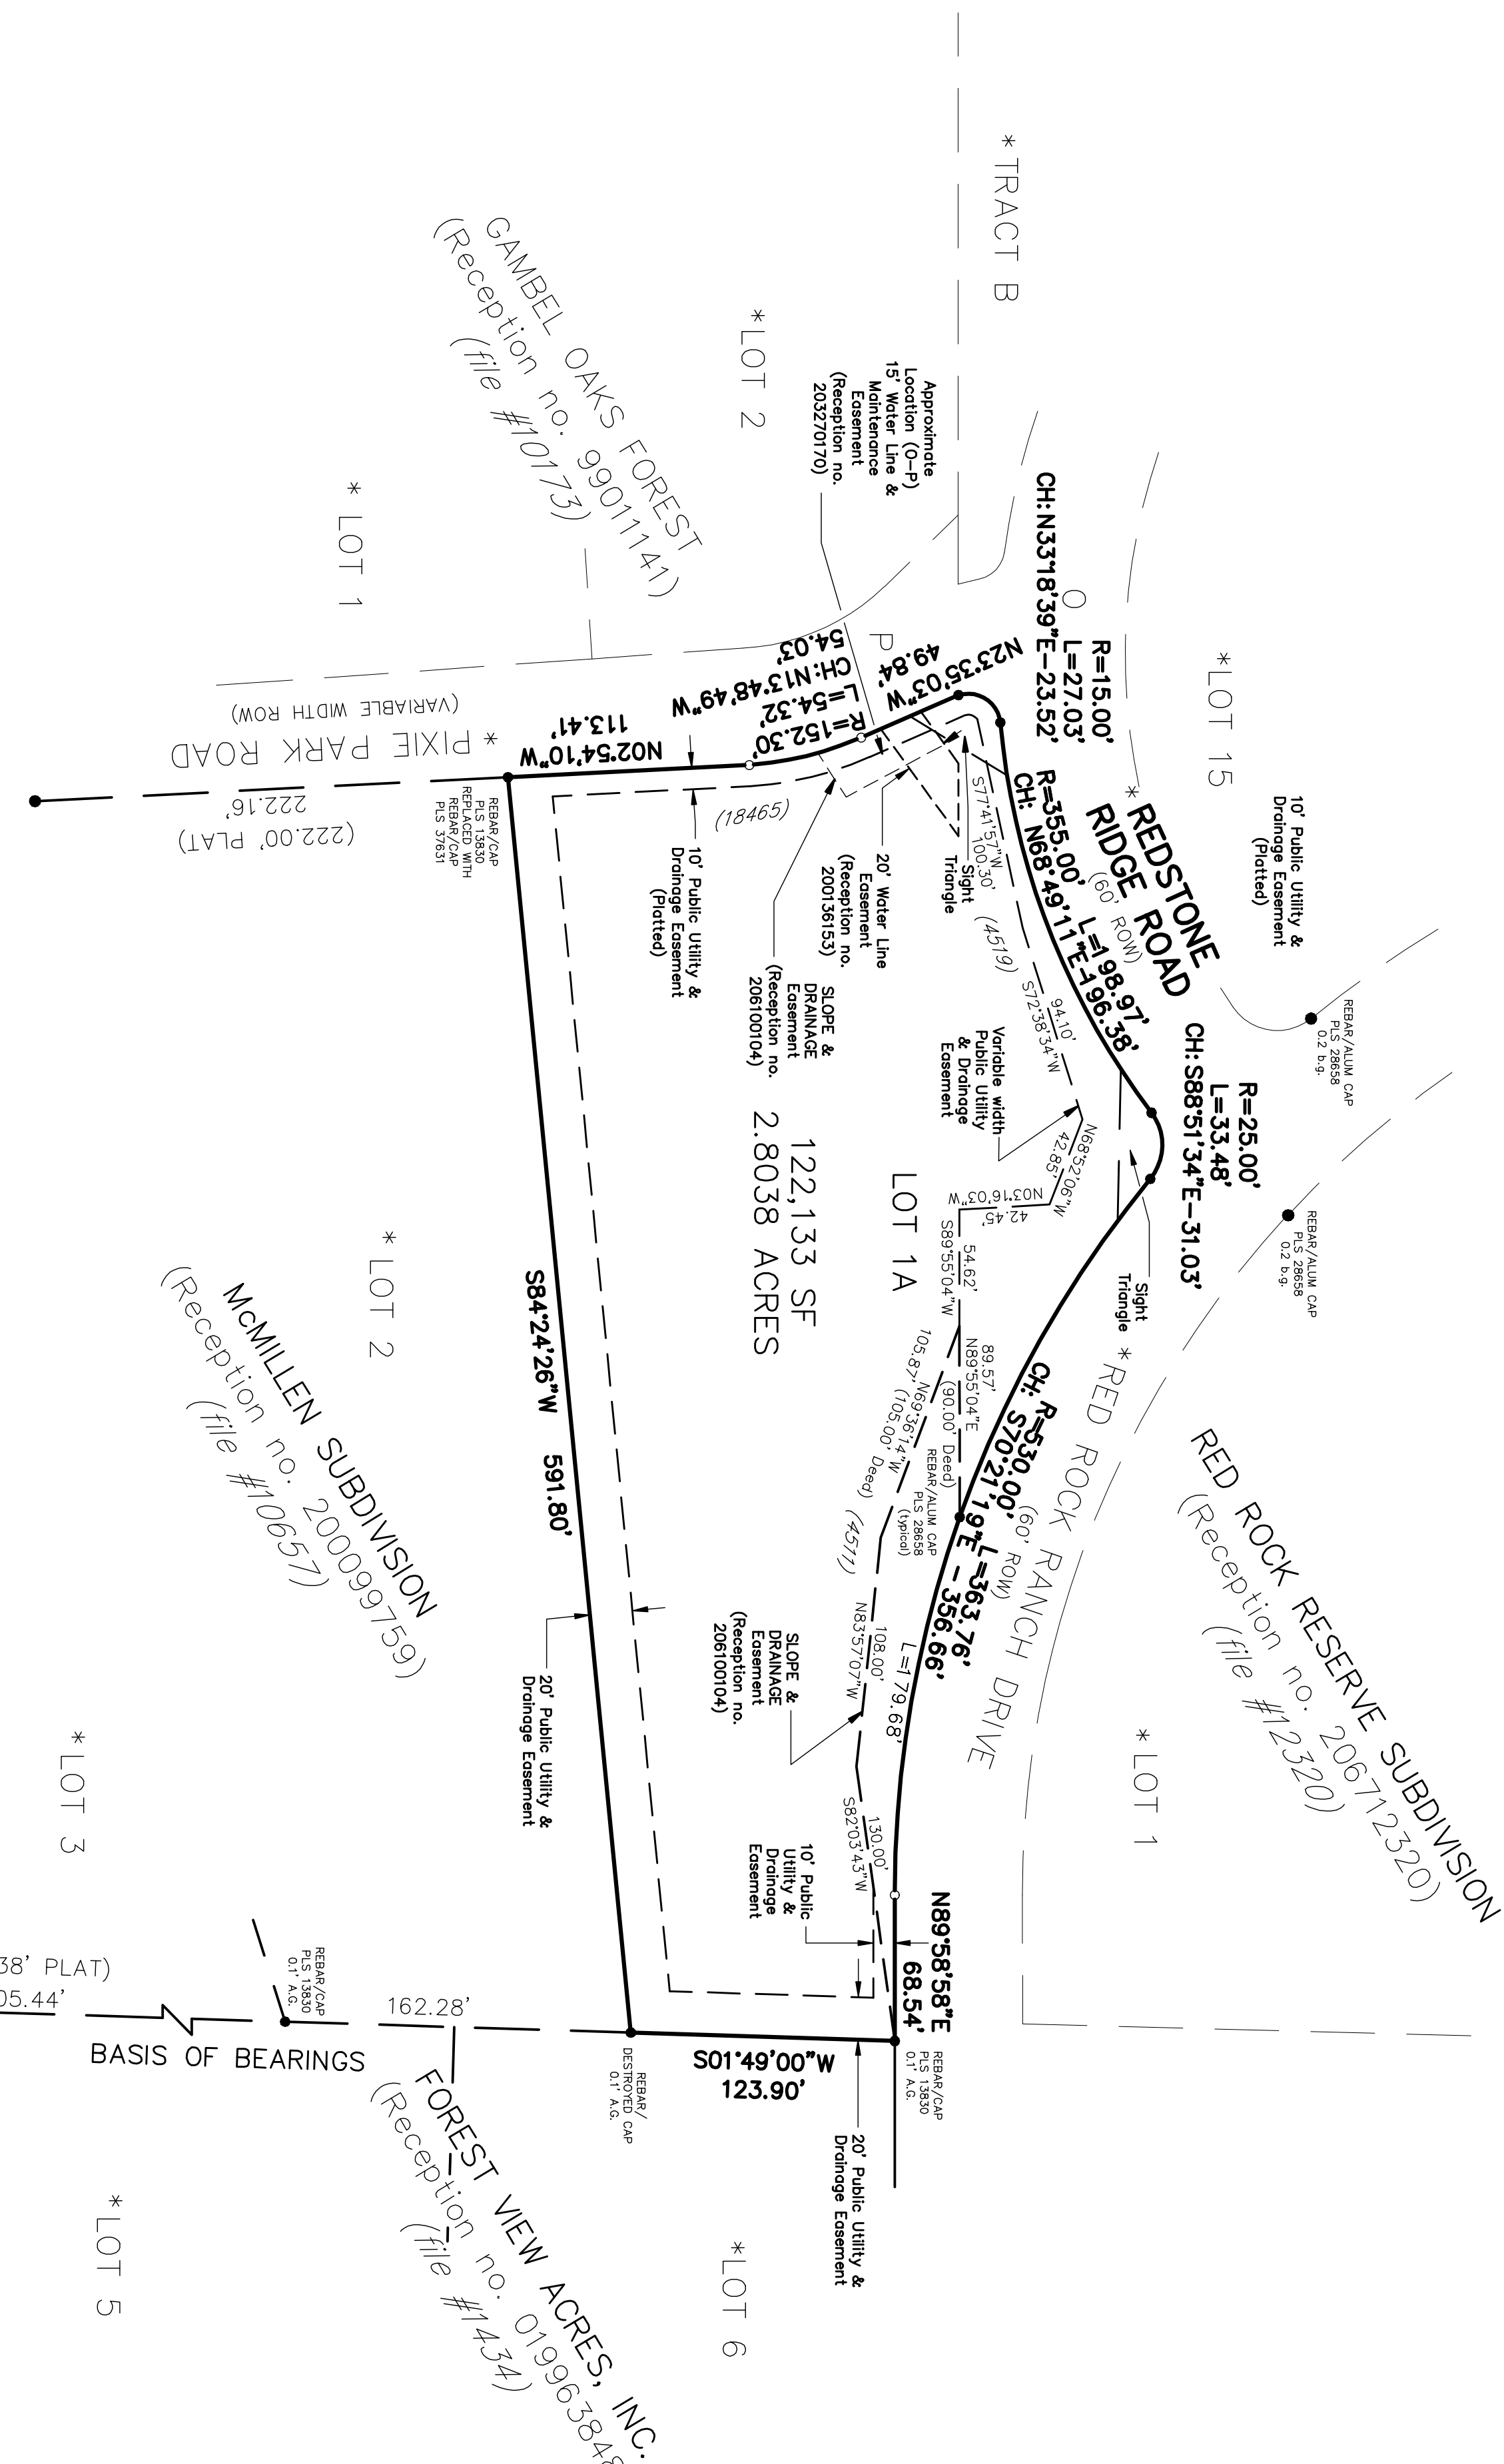 * TRACT B
GAMBEL OAKS FOREST
(Reception no. 99011141)
(file #10173)
*LOT 2
* LOT 1
Approximate
Location (O-P)
15' Water Line &
Maintenance
Easement
(Reception no.
203270170)
O
P
R=15.00'
L=27.03'
CH: N33°18'39"E-23.52'
N23°35'03"W
49.84'
R=152.30'
L=54.32'
CH: N13°48'49"W
54.03'
N02°54'10"W
113.41'
* PIXIE PARK ROAD
(VARIABLE WIDTH ROW)
222.16'
(222.00' PLAT)
REBAR/CAP
PLS 13830
REPLACED WITH
REBAR/CAP
PLS 37631
*LOT 15
10' Public Utility &
Drainage Easement
(Platted)
* REDSTONE
RIDGE ROAD
(60' ROW)
R=355.00' L=198.97'
CH: N68°49'11"E-196.38'
S77°41'57"W
100.30'
Sight
Triangle
(4519)
(18465)
94.10'
S72°38'34"W
20' Water Line
Easement
(Reception no.
200136153)
SLOPE &
DRAINAGE
Easement
(Reception no.
206100104)
10' Public Utility &
Drainage Easement
(Platted)
Variable width
Public Utility
& Drainage
Easement
REBAR/ALUM CAP
PLS 28658
0.2 b.g.
REBAR/ALUM CAP
PLS 28658
0.2 b.g.
R=25.00'
L=33.48'
CH: S88°51'34"E-31.03'
N68°52'06"W
42.85'
N03°16'03"W
42.45'
Sight
Triangle
LOT 1A
122,133 SF
2.8038 ACRES
54.62'
S89°55'04"W
89.57'
N89°55'04"E
(90.00' Deed)
105.87'
N69°36'14"W
(105.00' Deed)
(4511)
REBAR/ALUM CAP
PLS 28658
(typical)
R=530.00' L=363.76'
CH: S70°21'19"E - 356.66'
* RED ROCK RANCH DRIVE
(60' ROW)
L=179.68'
108.00'
N83°57'07"W
SLOPE &
DRAINAGE
Easement
(Reception no.
206100104)
130.00'
S82°03'43"W
10' Public
Utility &
Drainage
Easement
N89°58'58"E
68.54'
RED ROCK RESERVE SUBDIVISION
(Reception no. 206712320)
(file #12320)
* LOT 1
S84°24'26"W 591.80'
20' Public Utility &
Drainage Easement
*LOT 2
McMILLEN SUBDIVISION
(Reception no. 200099759)
(file #10657)
*LOT 3
S01°49'00"W
123.90'
REBAR/CAP
PLS 13830
0.1' A.G.
REBAR/
DESTROYED CAP
0.1' A.G.
20' Public Utility &
Drainage Easement
REBAR/CAP
PLS 13830
0.1' A.G.
162.28'
38' PLAT)
05.44'
BASIS OF BEARINGS
FOREST VIEW ACRES, INC.
(Reception no. 01996384
(file #1434)
*LOT 5
*LOT 6